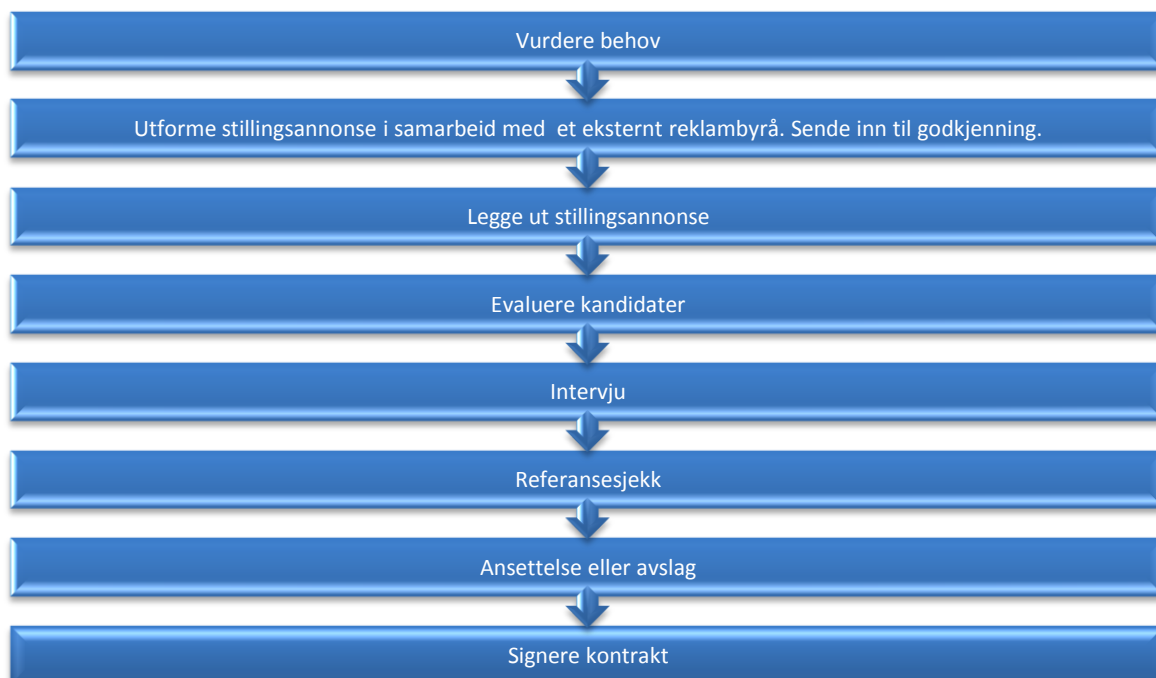 Vurdere behov
Utforme stillingsannonse i samarbeid med et eksternt reklambyrå. Sende inn til godkjenning.
Legge ut stillingsannonse
Evaluere kandidater
Intervju
Referansesjekk
Ansettelse eller avslag
Signere kontrakt